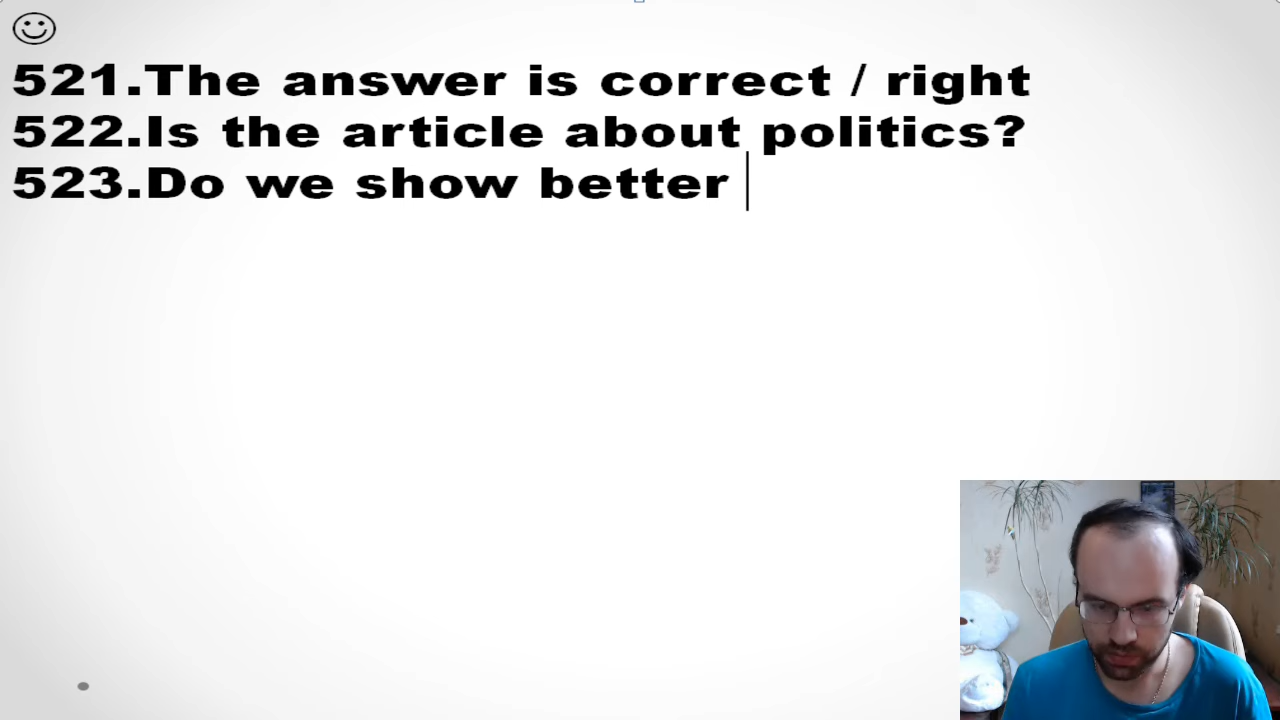 521.The answer is correct / right
522.Is the article about politics?
523.Do we show better